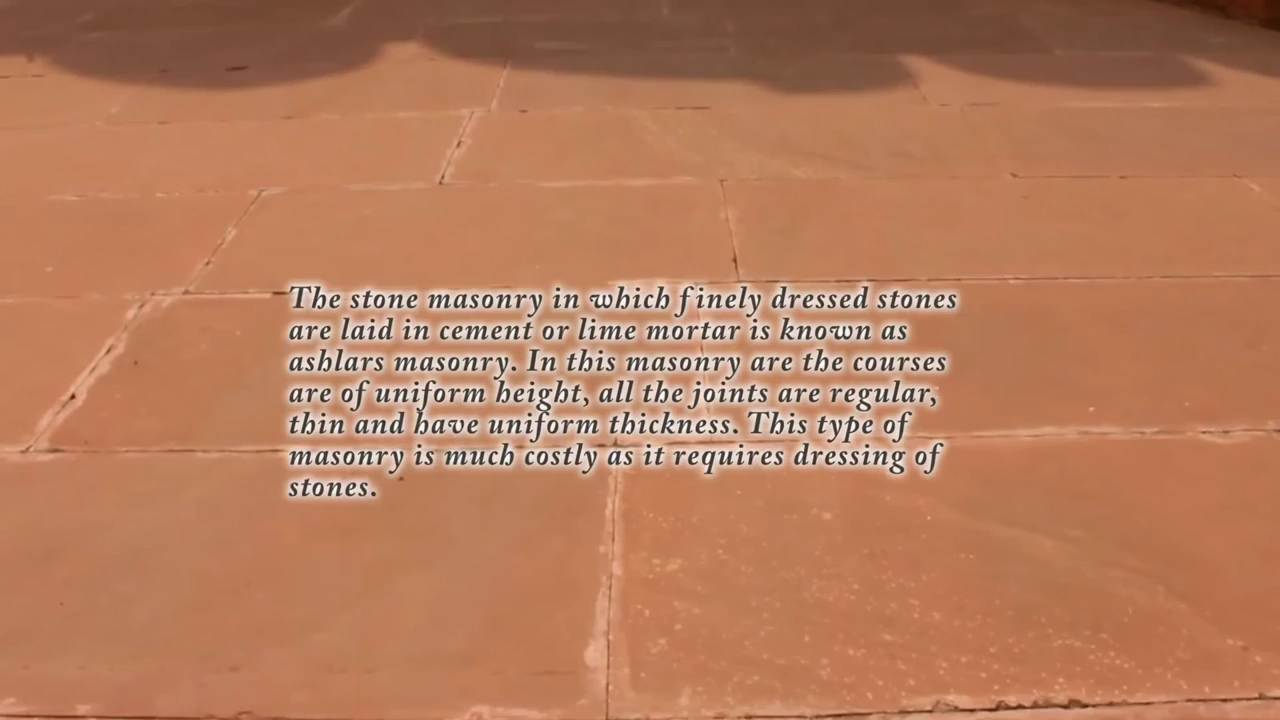 The stone masonry in which finely dressed stones
are laid in cement or lime mortar is known as
ashlars masonry. In this masonry are the courses
are of uniform height, all the joints are regular,
thin and have uniform thickness. This type of
masonry is much costly as it requires dressing of
stones.